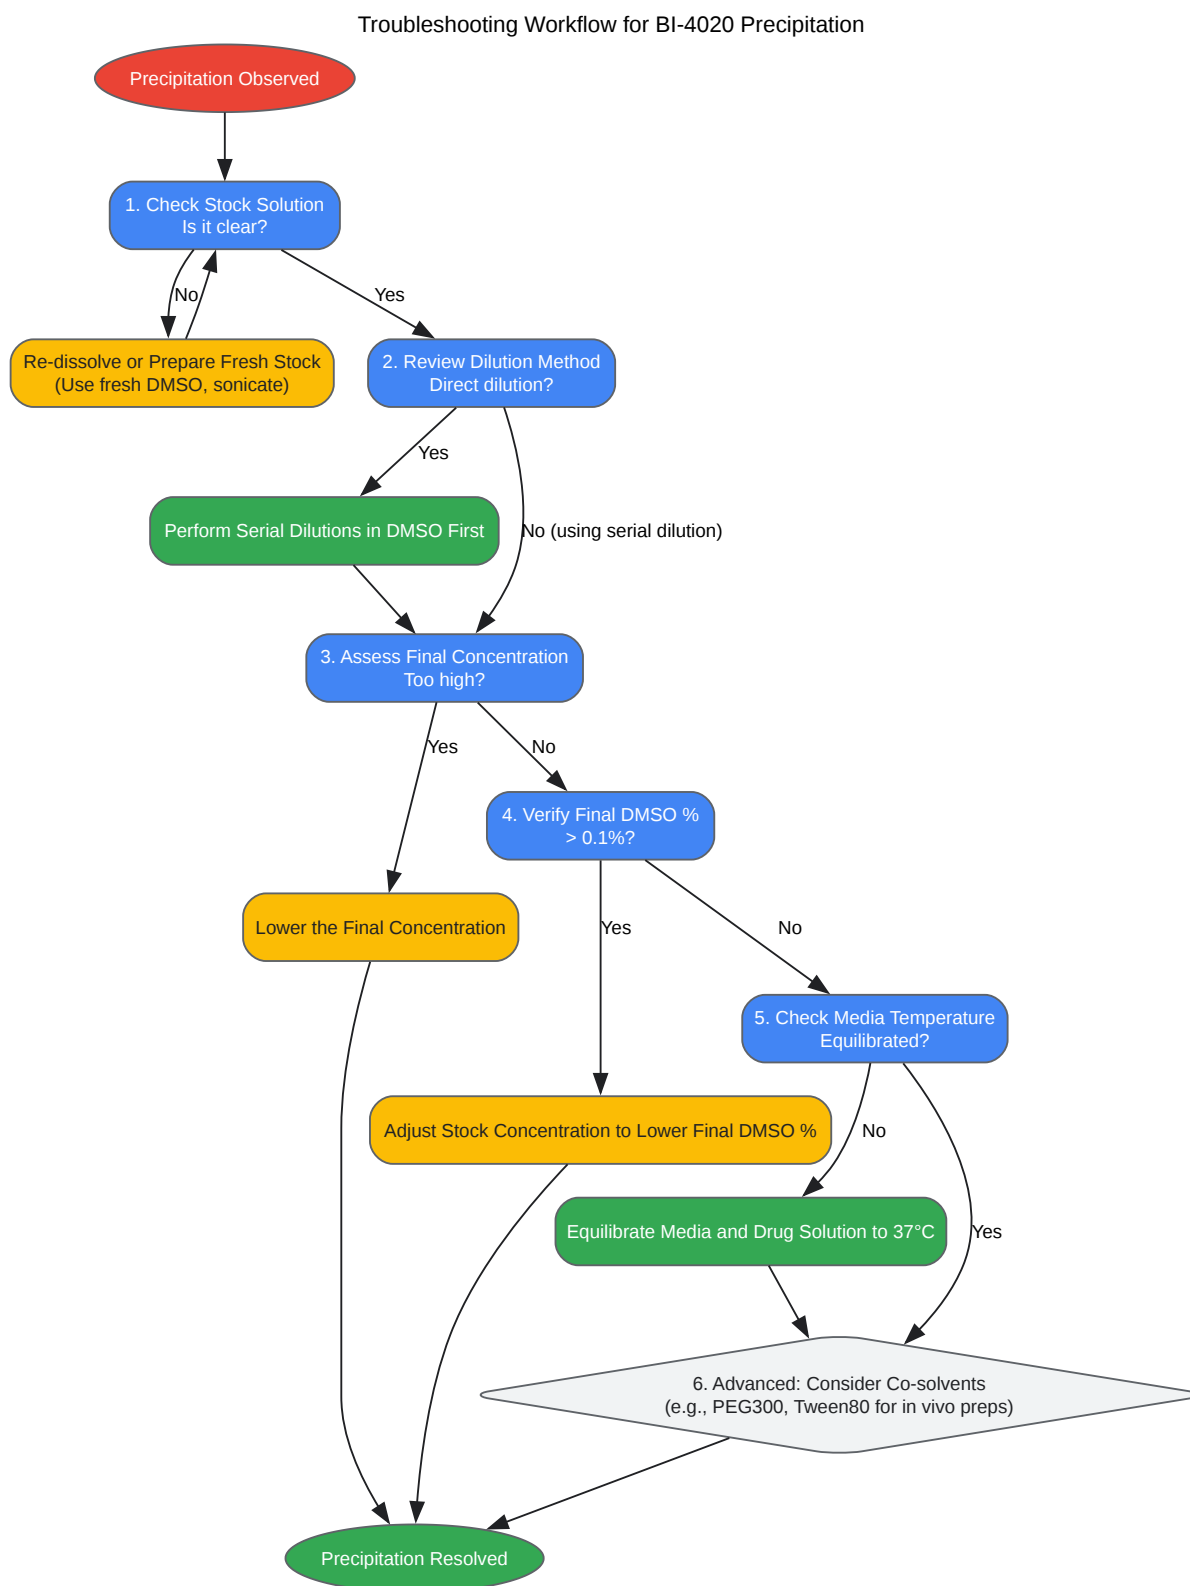 Troubleshooting Workflow for BI-4020 Precipitation
Precipitation Observed
1. Check Stock Solution
Is it clear?
No
Yes
Re-dissolve or Prepare Fresh Stock
(Use fresh DMSO, sonicate)
2. Review Dilution Method
Direct dilution?
Yes
Perform Serial Dilutions in DMSO First
No (using serial dilution)
3. Assess Final Concentration
Too high?
Yes
No
4. Verify Final DMSO %
> 0.1%?
Lower the Final Concentration
Yes
No
5. Check Media Temperature
Equilibrated?
Adjust Stock Concentration to Lower Final DMSO %
No
Equilibrate Media and Drug Solution to 37°C
Yes
6. Advanced: Consider Co-solvents
(e.g., PEG300, Tween80 for in vivo preps)
Precipitation Resolved